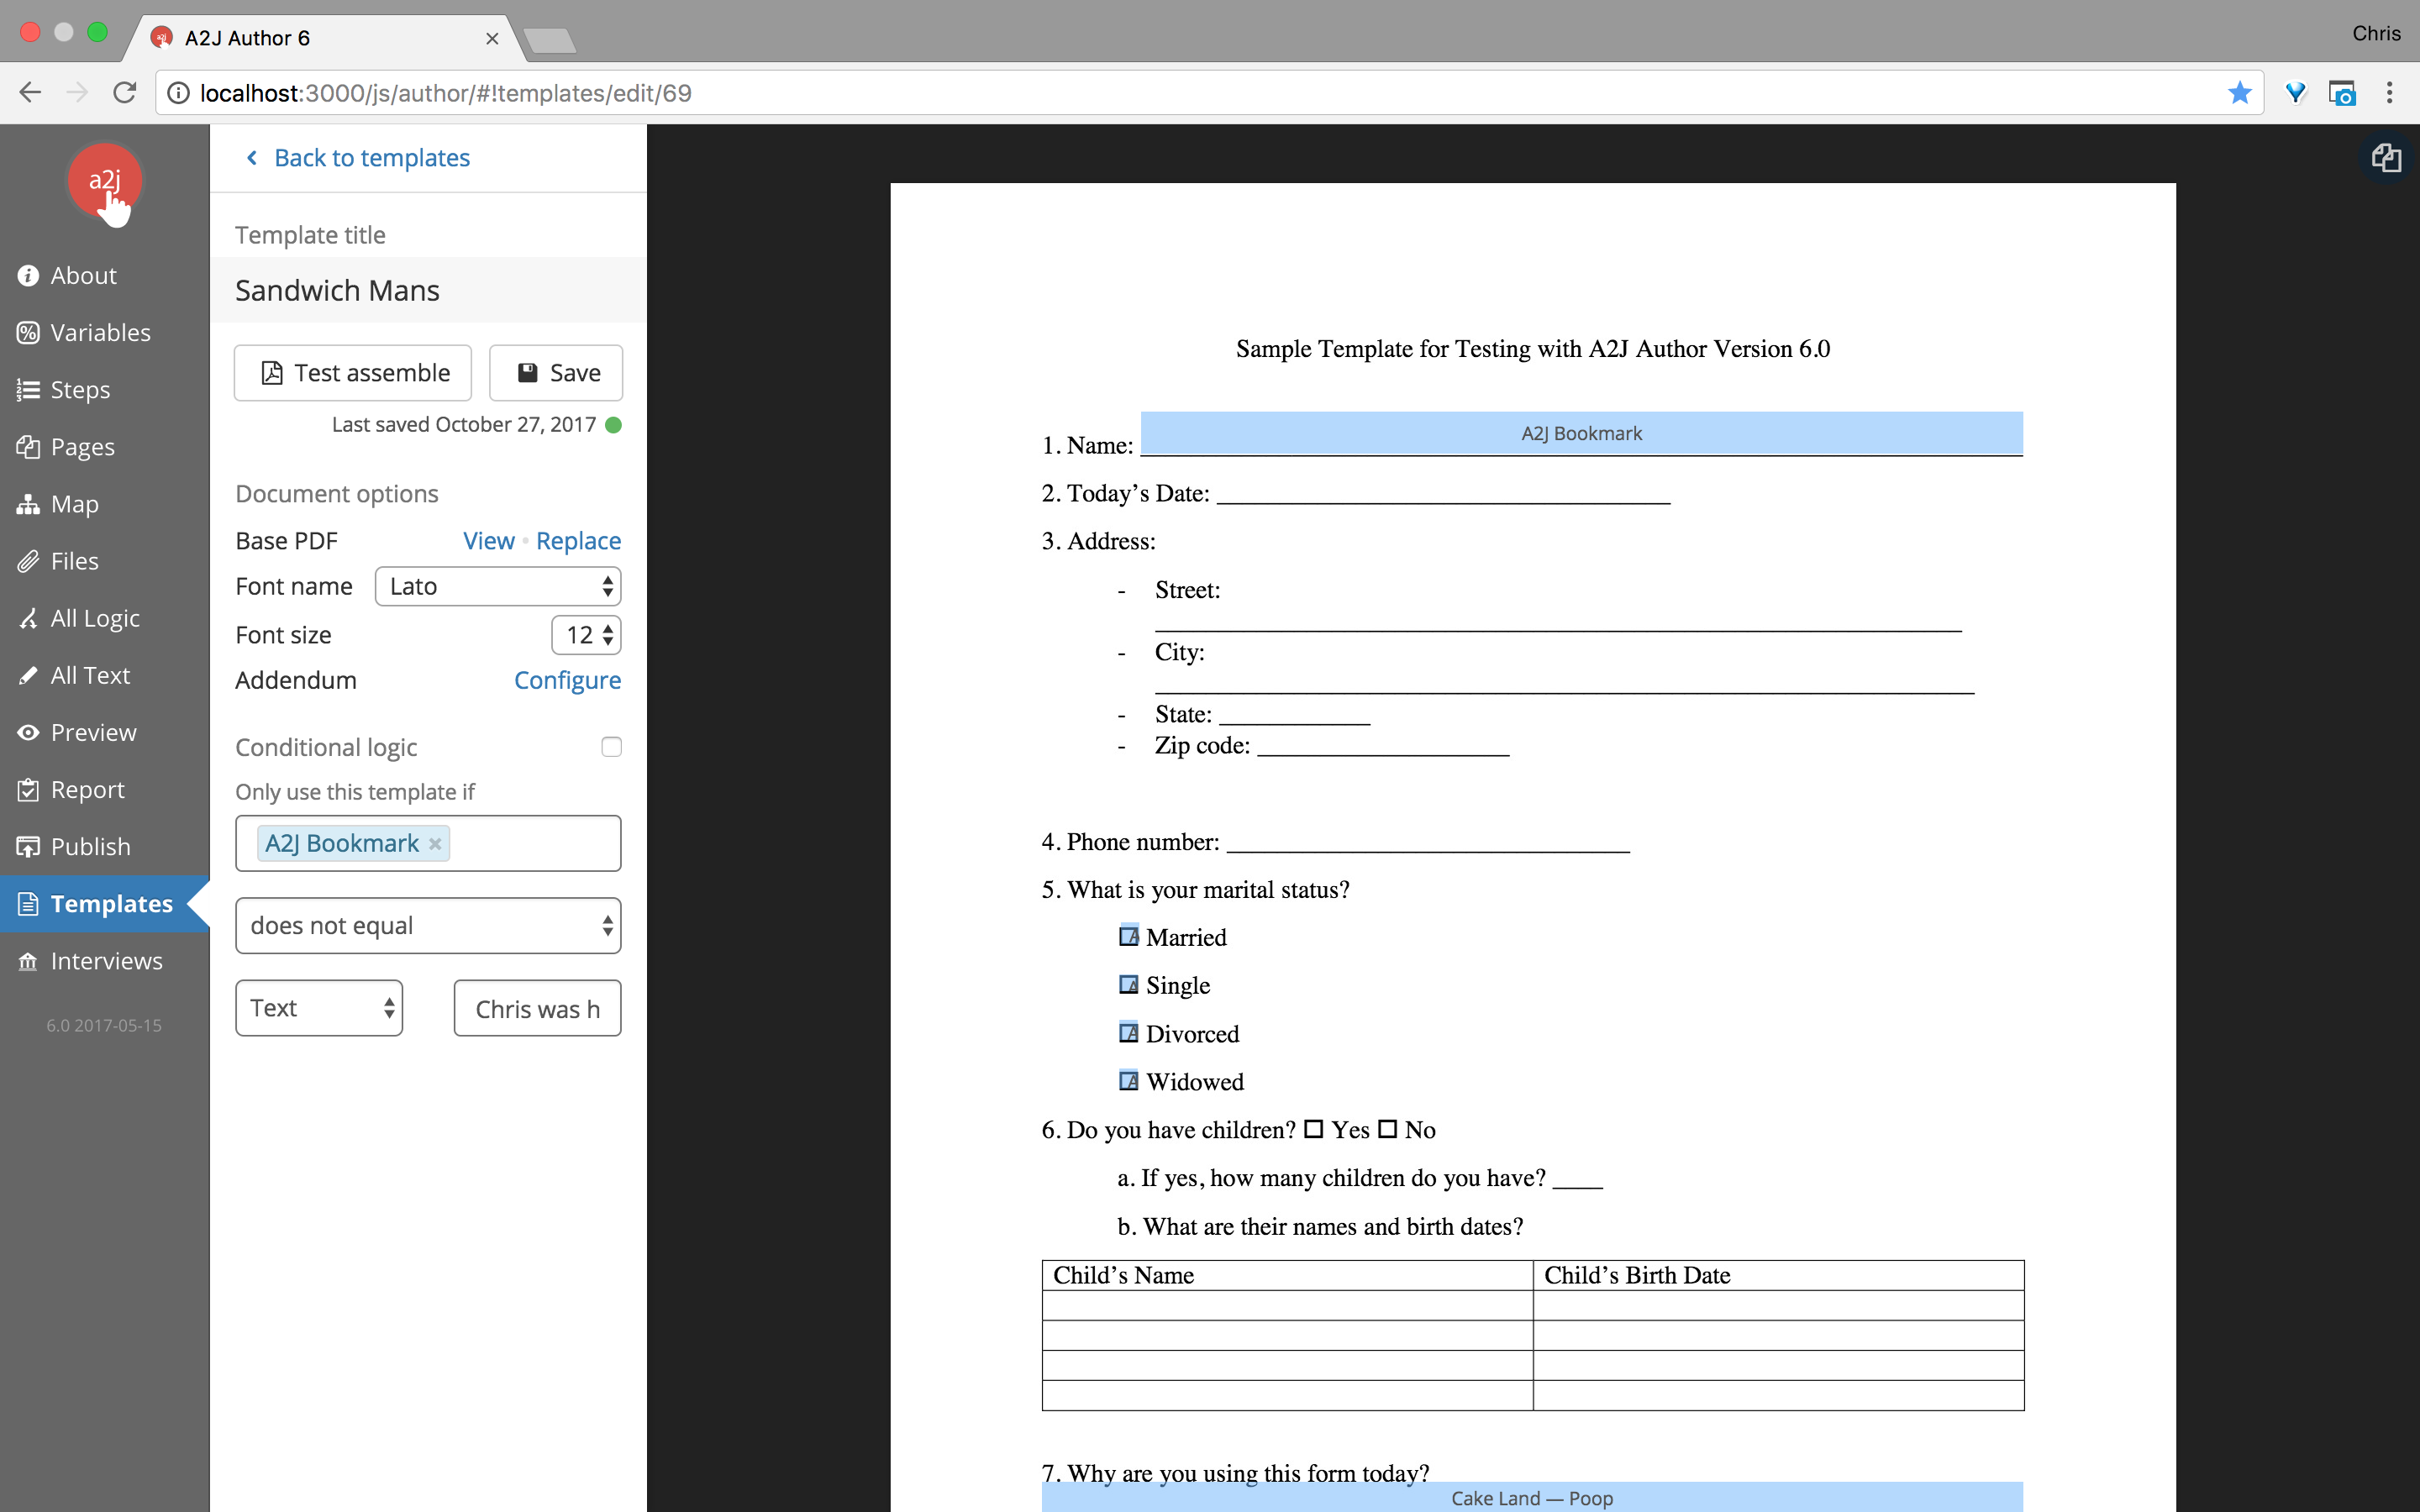 A2J Author 6
Chris
localhost:3000/js/author/#!templates/edit/69
a2j
About
Variables
Steps
Pages
Map
Files
All Logic
All Text
Preview
Report
Publish
Templates
Interviews
6.0 2017-05-15
Back to templates
Template title
Sandwich Mans
Test assemble
Save
Last saved October 27, 2017
Document options
Base PDF View • Replace
Font name Lato
Font size 12
Addendum Configure
Conditional logic
Only use this template if
A2J Bookmark ×
does not equal
Text Chris was h
Sample Template for Testing with A2J Author Version 6.0
A2J Bookmark
1. Name:
2. Today’s Date:
3. Address:
- Street:
- City:
- State:
- Zip code:
4. Phone number:
5. What is your marital status?
Married
Single
Divorced
Widowed
6. Do you have children? ☐ Yes ☐ No
a. If yes, how many children do you have? ____
b. What are their names and birth dates?
Child’s Name Child’s Birth Date
7. Why are you using this form today?
Cake Land — Poop